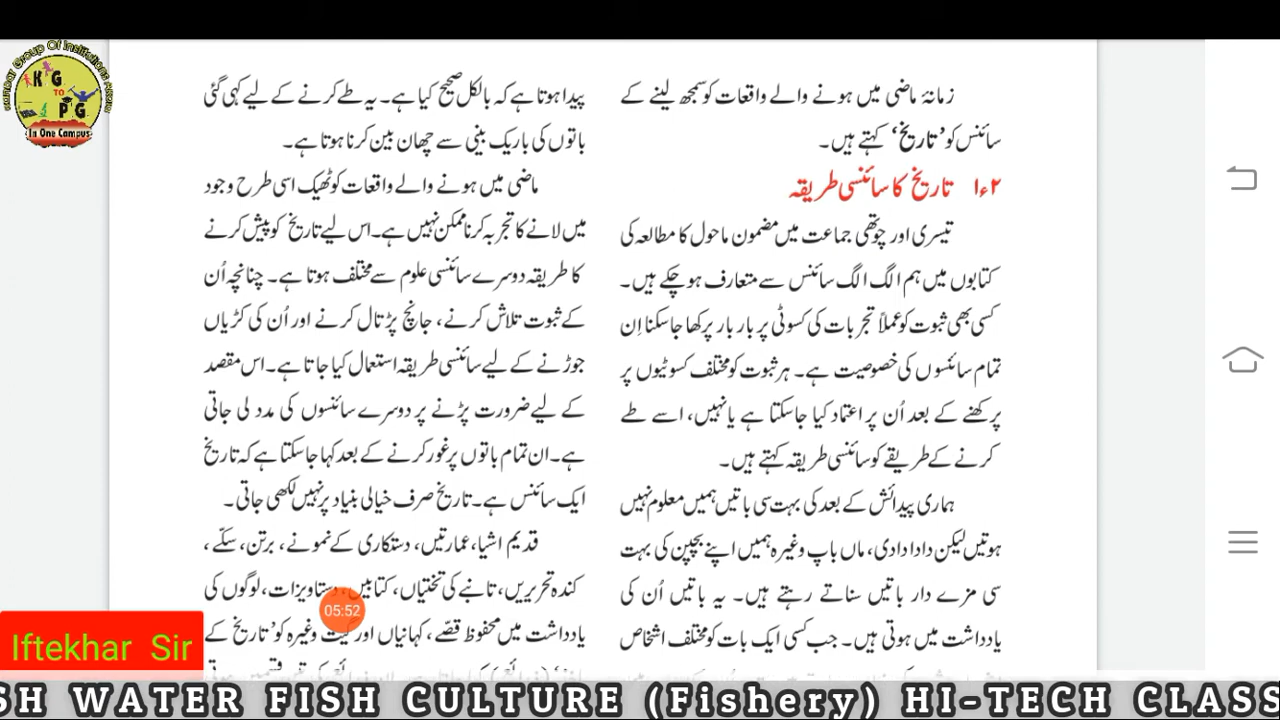 زمانۂ ماضی میں ہونے والے واقعات کو سمجھ لینے کے
سائنس کو 'تاریخ' کہتے ہیں۔
۱ء۲ تاریخ کا سائنسی طریقہ
تیسری اور چوتھی جماعت میں مضمون ماحول کا مطالعہ کی
کتابوں میں ہم الگ الگ سائنس سے متعارف ہو چکے ہیں۔
کسی بھی ثبوت کو عملاً تجربات کی کسوٹی پر بار بار پرکھا جاسکنا اِن
تمام سائنسوں کی خصوصیت ہے۔ ہر ثبوت کو مختلف کسوٹیوں پر
پرکھنے کے بعد اُن پر اعتماد کیا جاسکتا ہے یا نہیں، اسے طے
کرنے کے طریقے کو سائنسی طریقہ کہتے ہیں۔
ہماری پیدائش کے بعد کی بہت سی باتیں ہمیں معلوم نہیں
ہوتیں لیکن دادا دادی، ماں باپ وغیرہ ہمیں اپنے بچپن کی بہت
سی مزے دار باتیں سناتے رہتے ہیں۔ یہ باتیں اُن کی
یادداشت میں ہوتی ہیں۔ جب کسی ایک بات کو مختلف اشخاص
پیدا ہوتا ہے کہ بالکل صحیح کیا ہے۔ یہ طے کرنے کے لیے کہی گئی
باتوں کی باریک بینی سے چھان بین کرنا ہوتا ہے۔
ماضی میں ہونے والے واقعات کو ٹھیک اسی طرح وجود
میں لانے کا تجربہ کرنا ممکن نہیں ہے۔ اس لیے تاریخ کو پیش کرنے
کا طریقہ دوسرے سائنسی علوم سے مختلف ہوتا ہے۔ چنانچہ اُن
کے ثبوت تلاش کرنے، جانچ پڑتال کرنے اور اُن کی کڑیاں
جوڑنے کے لیے سائنسی طریقہ استعمال کیا جاتا ہے۔ اس مقصد
کے لیے ضرورت پڑنے پر دوسرے سائنسوں کی مدد لی جاتی
ہے۔ ان تمام باتوں پر غور کرنے کے بعد کہا جاسکتا ہے کہ تاریخ
ایک سائنس ہے۔ تاریخ صرف خیالی بنیاد پر نہیں لکھی جاتی۔
قدیم اشیا، عمارتیں، دستکاری کے نمونے، برتن، سکّے،
کندہ تحریریں، تانبے کی تختیاں، کتابیں، دستاویزات، لوگوں کی
یادداشت میں محفوظ قصّے، کہانیاں اور گیت وغیرہ کو 'تاریخ کے
Group Of Institutions
KG
TO
PG
In One Campus
05:52
Iftekhar Sir
SH WATER FISH CULTURE (Fishery) HI-TECH CLASS